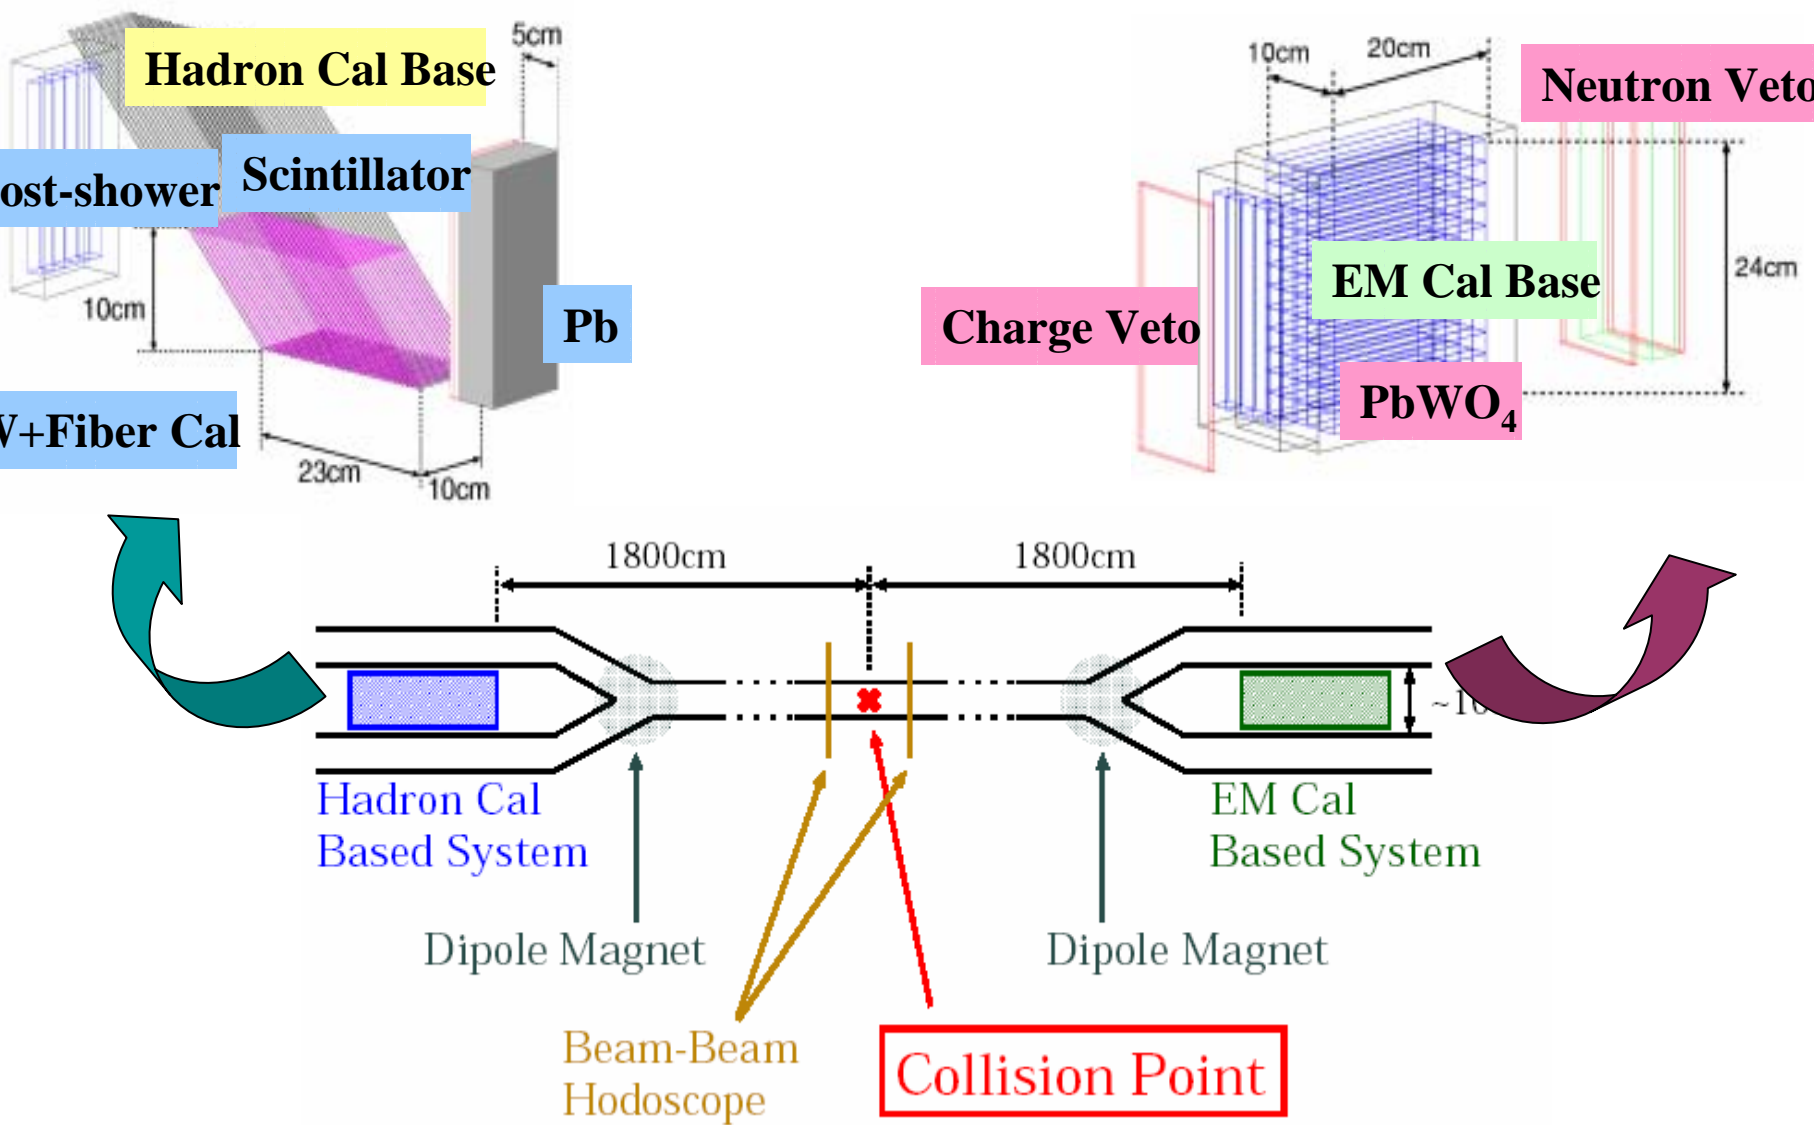 Hadron Cal Base
5cm
10cm
20cm
Neutron Veto
ost-shower
Scintillator
24cm
EM Cal Base
10cm
Pb
Charge Veto
PbWO4
+Fiber Cal
23cm
10cm
1800cm
1800cm
Hadron Cal
Based System
EM Cal
Based System
Dipole Magnet
Dipole Magnet
Beam-Beam
Hodoscope
Collision Point